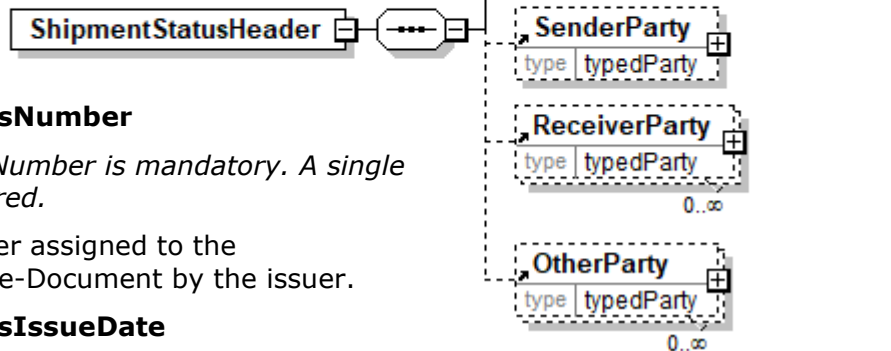 ShipmentStatusHeader
SenderParty
type typedParty
sNumber
ReceiverParty
type typedParty
0..∞
Number is mandatory. A single
red.
er assigned to the
e-Document by the issuer.
OtherParty
type typedParty
0..∞
sIssueDate